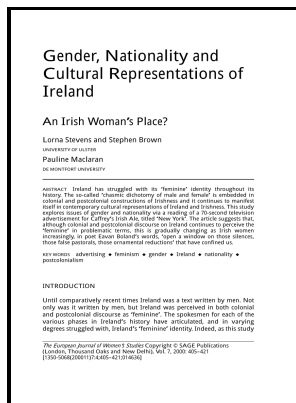 Gender, Nationality and
Cultural Representations of
Ireland
An Irish Woman's Place?
Lorna Stevens and Stephen Brown
UNIVERSITY OF ULSTER
Pauline Maclaran
DE MONTFORT UNIVERSITY
ABSTRACT Ireland has struggled with its 'feminine' identity throughout its
history. The so-called 'chasmic dichotomy of male and female' is embedded in
colonial and postcolonial constructions of Irishness and it continues to manifest
itself in contemporary cultural representations of Ireland and Irishness. This study
explores issues of gender and nationality via a reading of a 70-second television
advertisement for Caffrey's Irish Ale, titled 'New York'. The article suggests that,
although colonial and postcolonial discourse on Ireland continues to perceive the
'feminine' in problematic terms, this is gradually changing as Irish women
increasingly, in poet Eavan Boland's words, 'open a window on those silences,
those false pastorals, those ornamental reductions' that have confined us.
KEY WORDS advertising ◆ feminism ◆ gender ◆ Ireland ◆ nationality ◆
postcolonialism
INTRODUCTION
Until comparatively recent times Ireland was a text written by men. Not
only was it written by men, but Ireland was perceived in both colonial
and postcolonial discourse as 'feminine'. The spokesmen for each of the
various phases in Ireland's history have articulated, and in varying
degrees struggled with, Ireland's 'feminine' identity. Indeed, as this study
The European Journal of Women's Studies Copyright © SAGE Publications
(London, Thousand Oaks and New Delhi), Vol. 7, 2000: 405–421
[1350-5068(200011)7:4;405–421;014636]